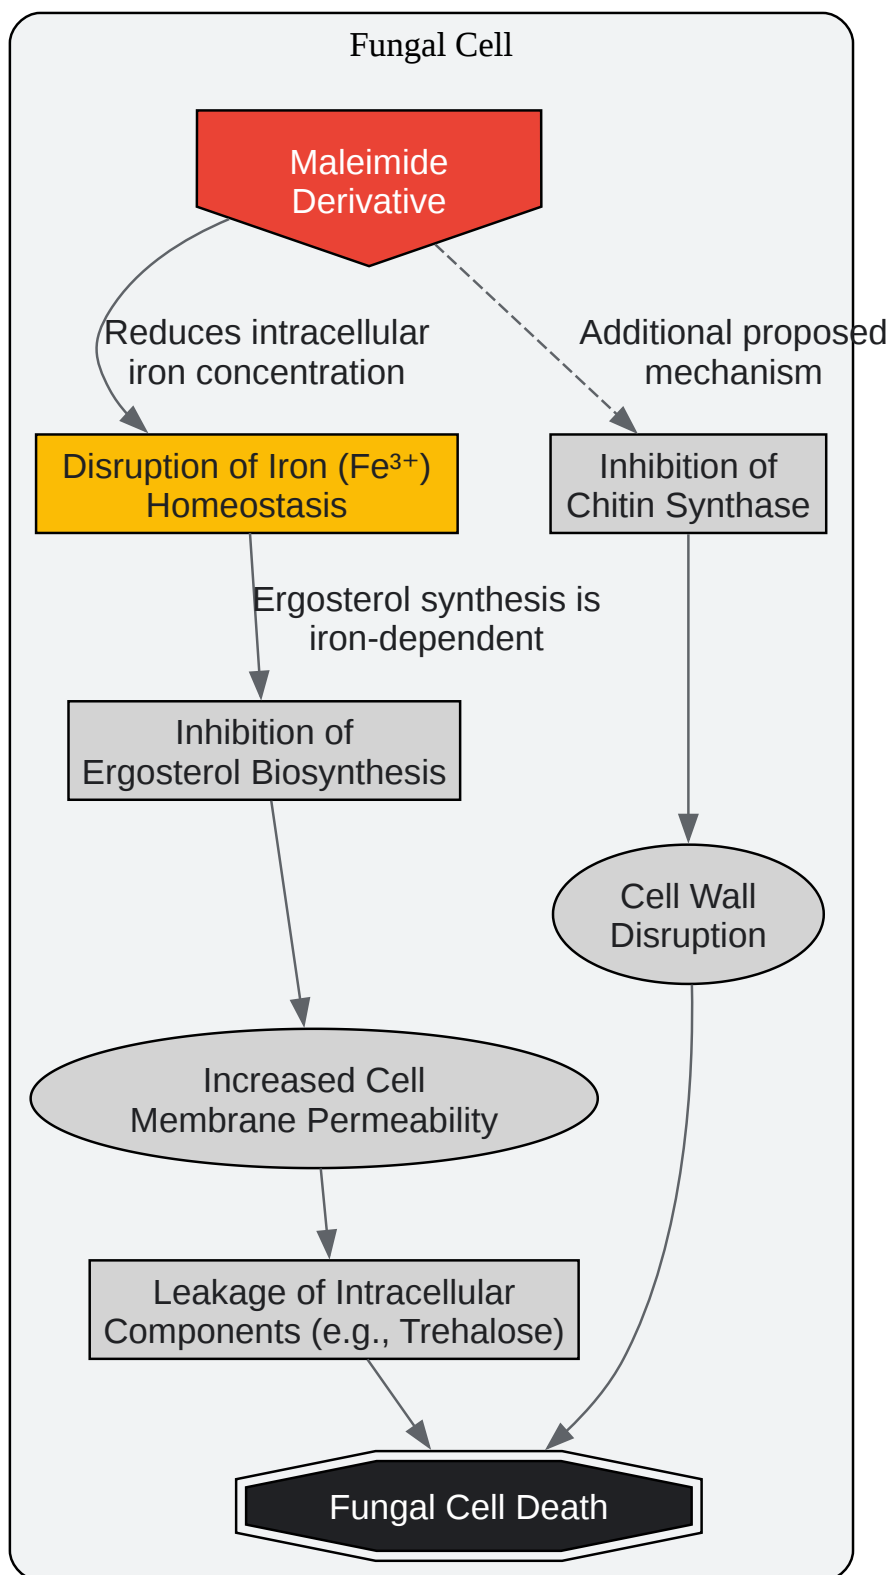 Fungal Cell
Maleimide
Derivative
Reduces intracellular
iron concentration
Additional proposed
mechanism
Disruption of Iron (Fe³⁺)
Homeostasis
Inhibition of
Chitin Synthase
Ergosterol synthesis is
iron-dependent
Inhibition of
Ergosterol Biosynthesis
Cell Wall
Disruption
Increased Cell
Membrane Permeability
Leakage of Intracellular
Components (e.g., Trehalose)
Fungal Cell Death